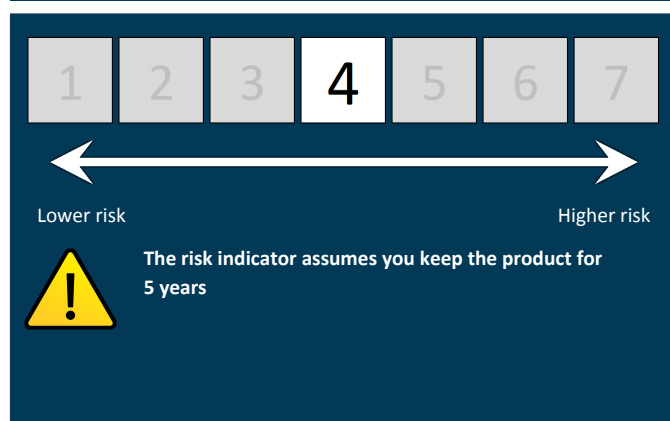 1 2 3 4 5 6 7
Lower risk Higher risk
The risk indicator assumes you keep the product for
5 years